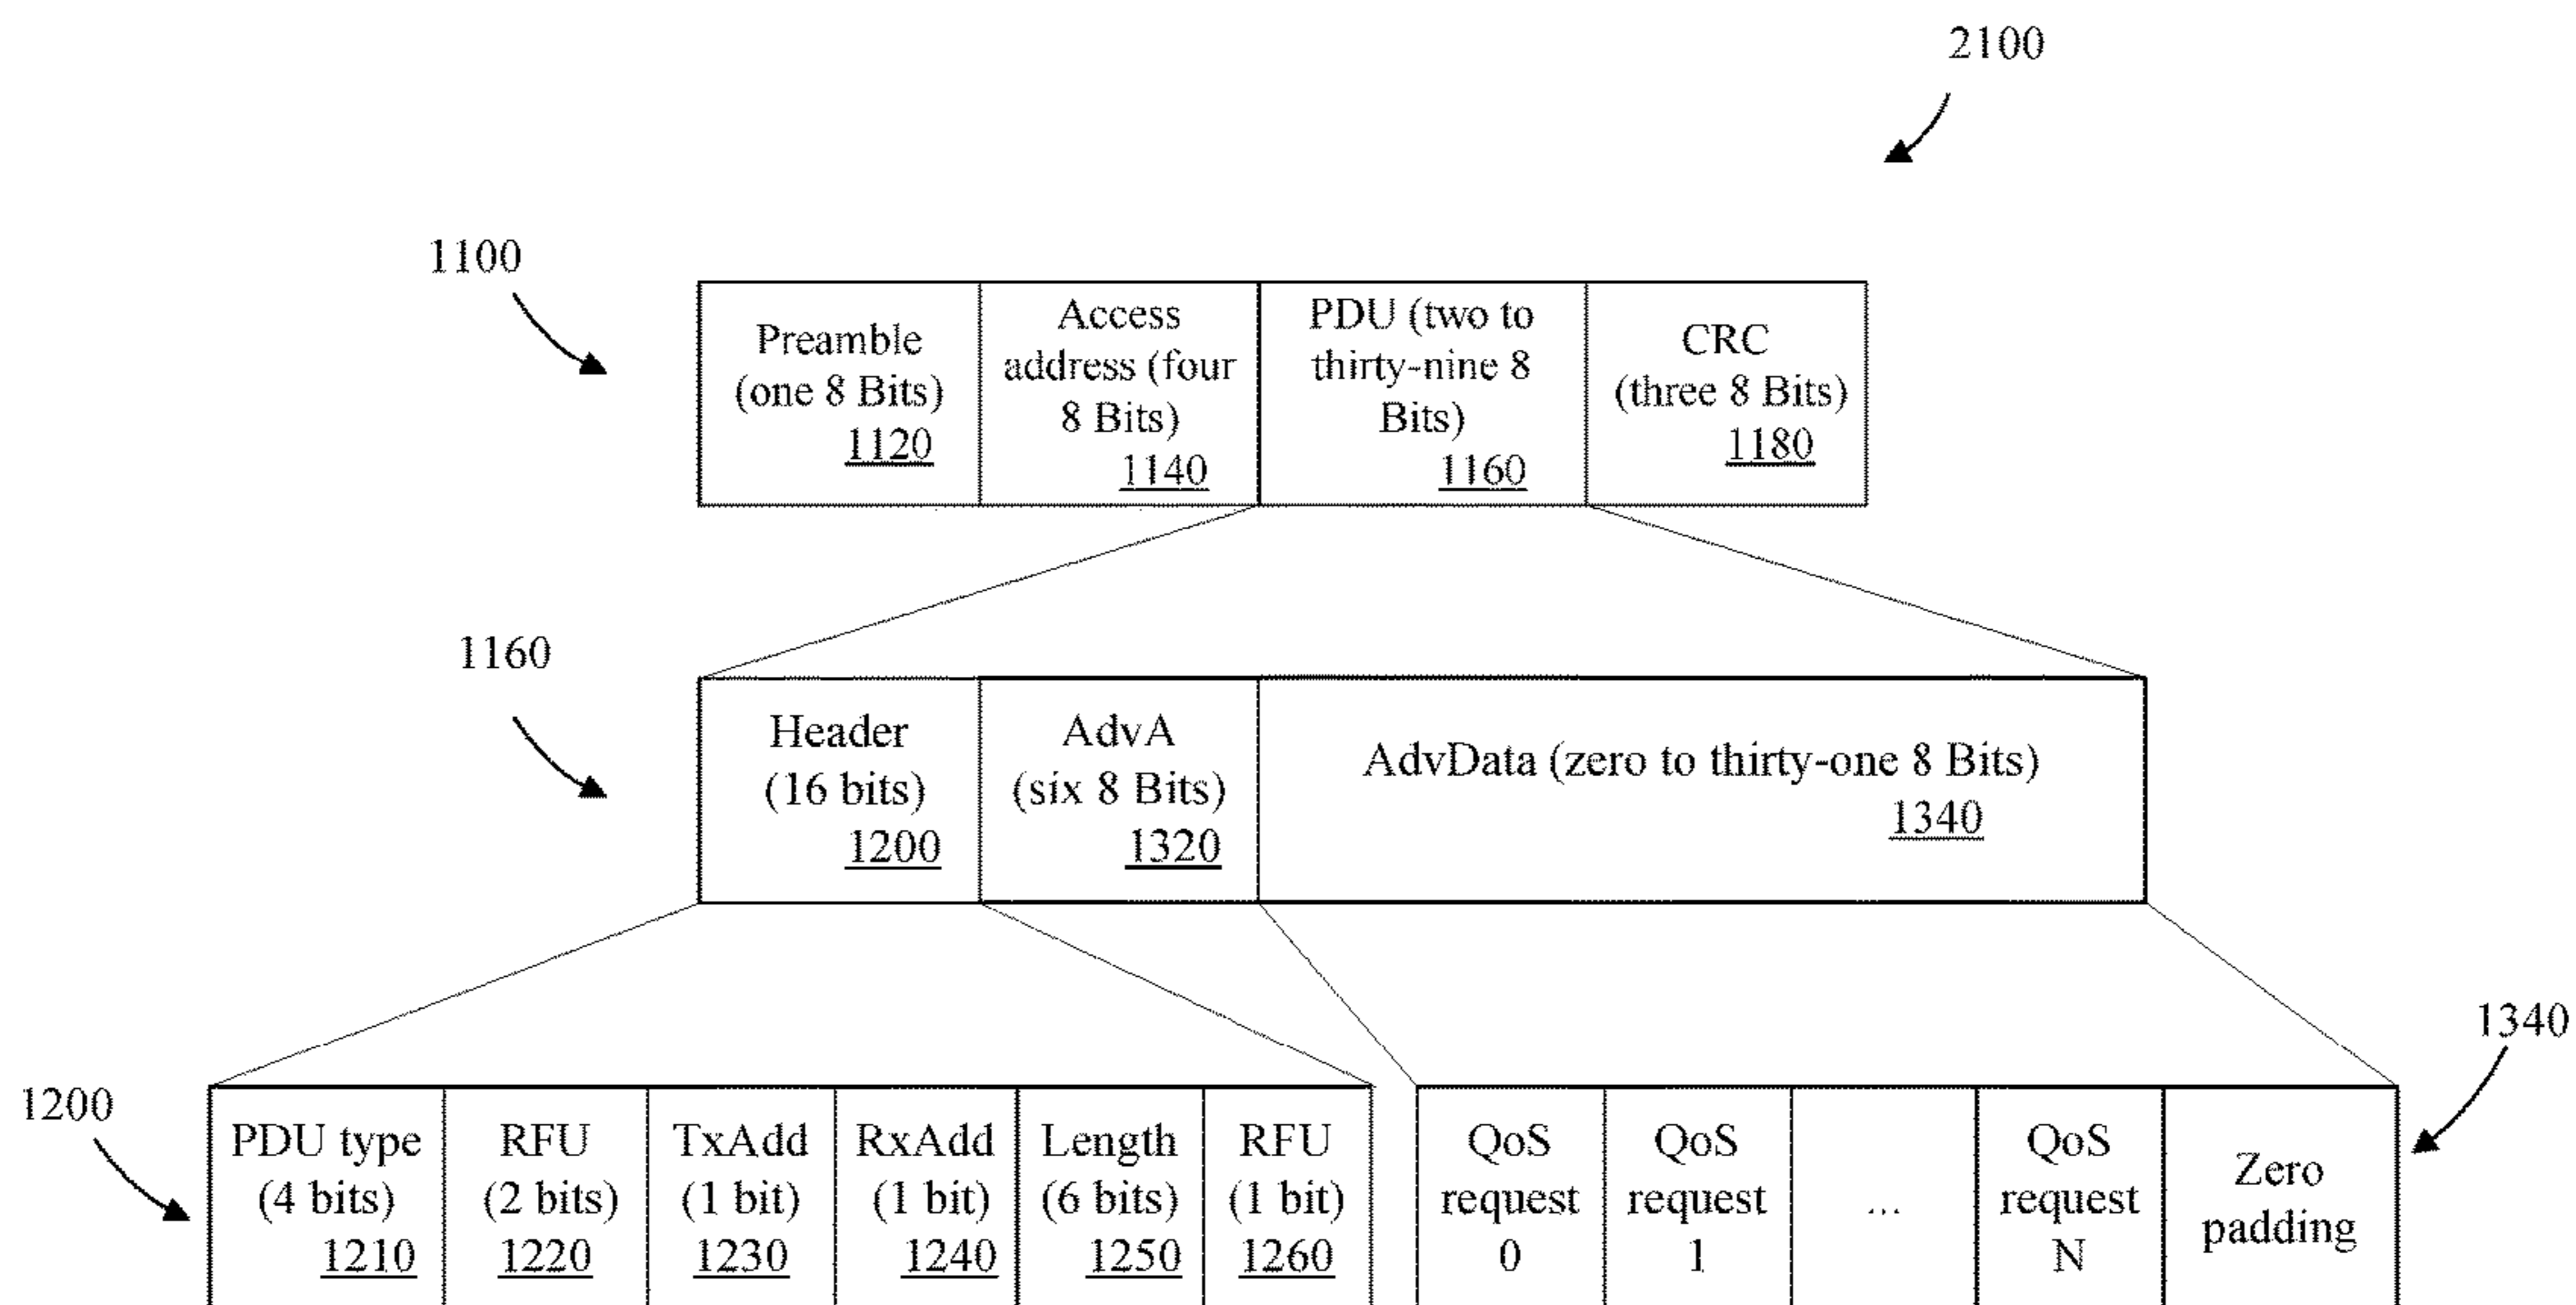 2100
1100
Preamble
(one 8 Bits)
1120
Access
address (four
8 Bits)
1140
PDU (two to
thirty-nine 8
Bits)
1160
CRC
(three 8 Bits)
1180
1160
Header
(16 bits)
1200
AdvA
(six 8 Bits)
1320
AdvData (zero to thirty-one 8 Bits)
1340
1200
PDU type
(4 bits)
1210
RFU
(2 bits)
1220
TxAdd
(1 bit)
1230
RxAdd
(1 bit)
1240
Length
(6 bits)
1250
RFU
(1 bit)
1260
QoS
request
0
QoS
request
1
...
QoS
request
N
Zero
padding
1340